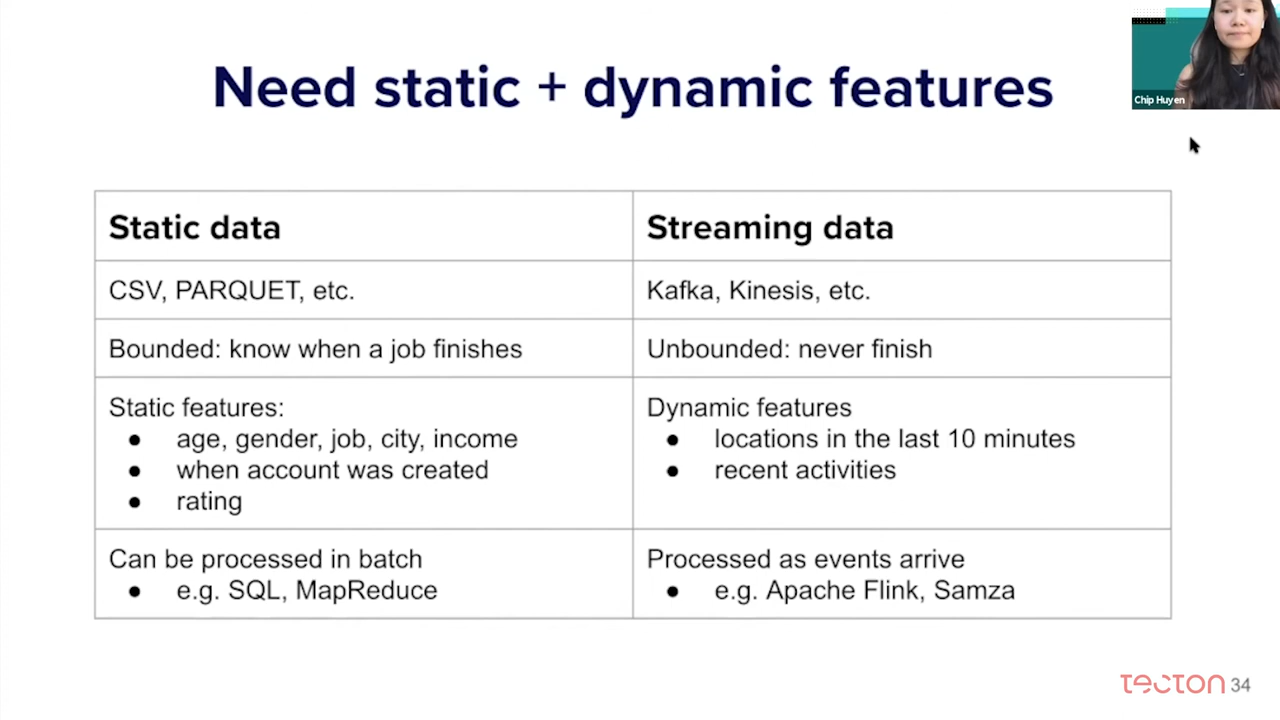 Chip Huyen
Need static + dynamic features
Static data
Streaming data
CSV, PARQUET, etc.
Kafka, Kinesis, etc.
Bounded: know when a job finishes
Unbounded: never finish
Static features:
● age, gender, job, city, income
● when account was created
● rating
Dynamic features
● locations in the last 10 minutes
● recent activities
Can be processed in batch
● e.g. SQL, MapReduce
Processed as events arrive
● e.g. Apache Flink, Samza
tecton 34